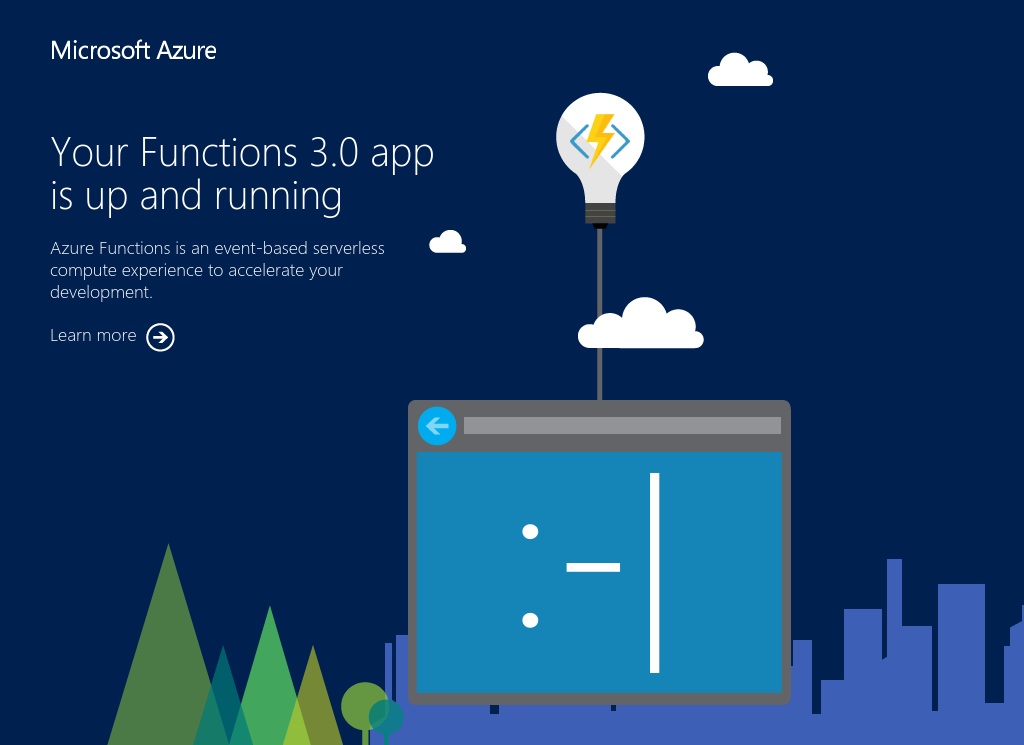 Microsoft Azure
Your Functions 3.0 app
is up and running
Azure Functions is an event-based serverless
compute experience to accelerate your
development.
Learn more
:-|